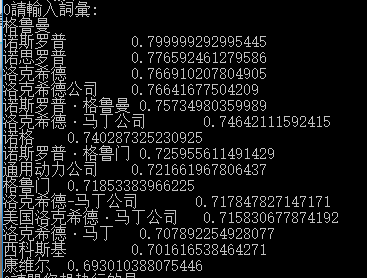 0請輸入詞彙:
格鲁曼
诺斯罗普 0.799999292995445
诺思罗普 0.776592461279586
洛克希德 0.766910207804905
洛克希德公司 0.76641677504209
诺斯罗普·格鲁曼 0.75734980359989
洛克希德·马丁公司 0.74642111592415
诺格 0.740287325230925
诺斯罗普·格鲁门 0.725955611491429
通用动力公司 0.721661967806437
格鲁门 0.71853383966225
洛克希德-马丁公司 0.717847827147171
美国洛克希德·马丁公司 0.715830677874192
洛克希德·马丁 0.707892254928077
西科斯基 0.701616538464271
康维尔 0.693010388075446